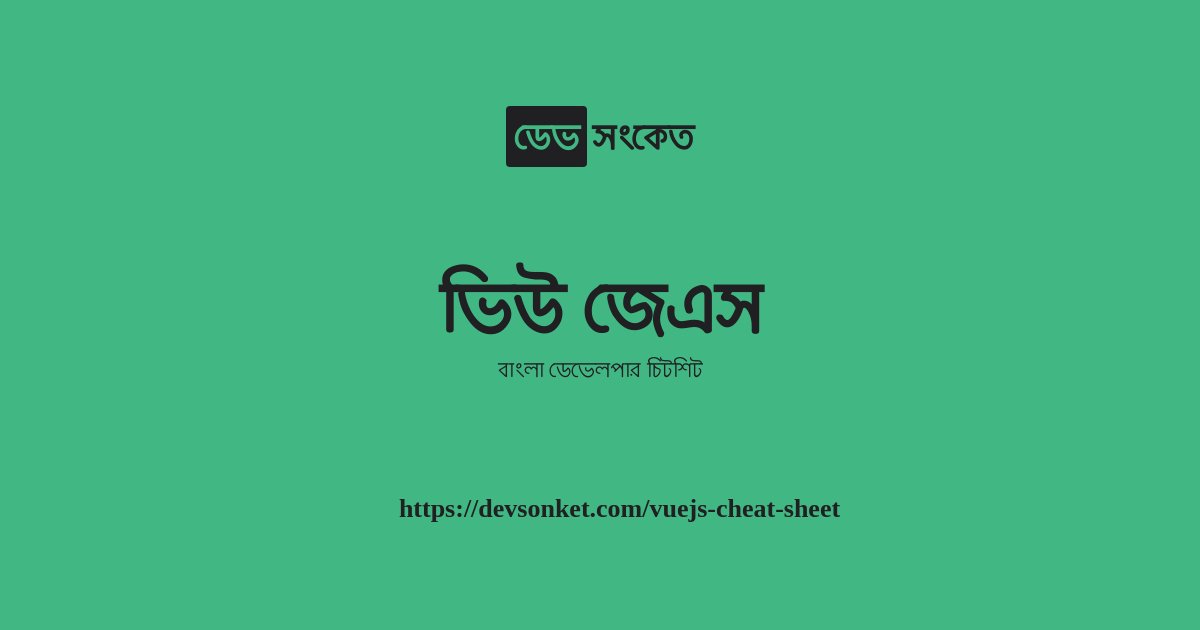 ডেভ সংকেত
ভিউ জেএস
বাংলা ডেভেলপার চিটশিট
https://devsonket.com/vuejs-cheat-sheet